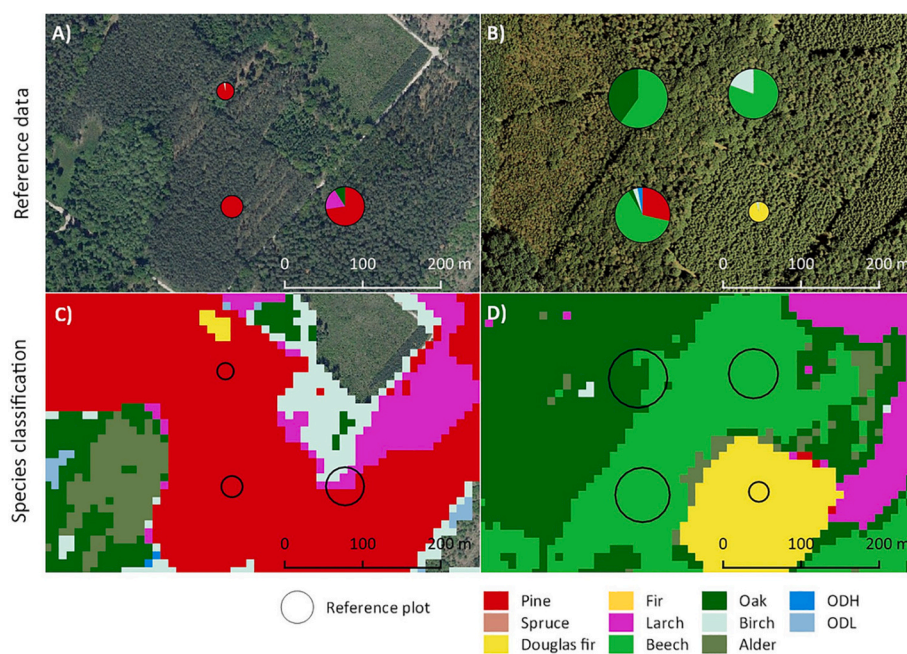 Reference data
A)
0 100 200 m
B)
0 100 200 m
Species classification
C)
0 100 200 m
D)
0 100 200 m
Reference plot
Pine Fir Oak ODH
Spruce Larch Birch ODL
Douglas fir Beech Alder